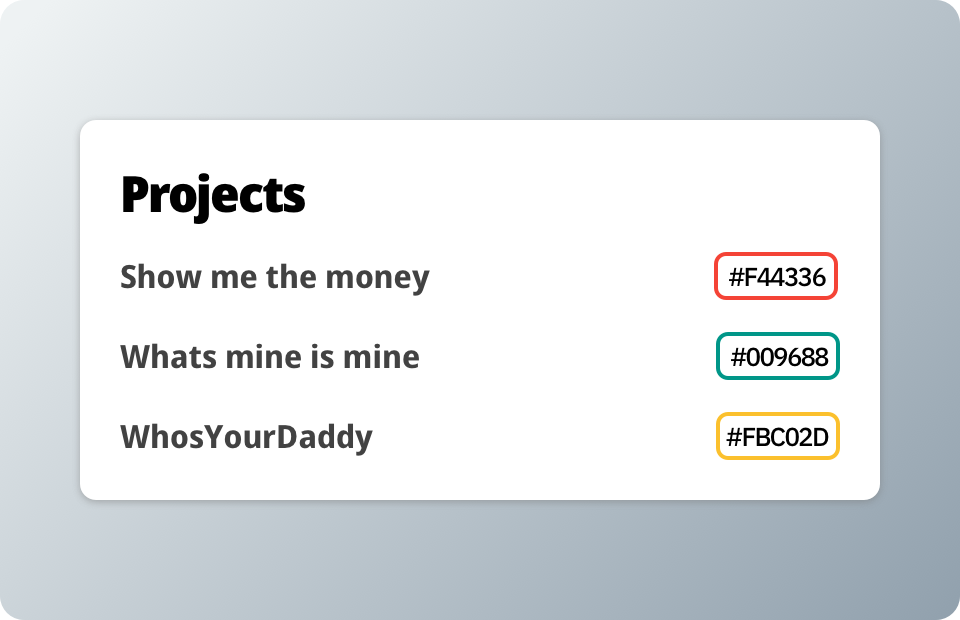 Projects
Show me the money #F44336
Whats mine is mine #009688
WhosYourDaddy #FBC02D